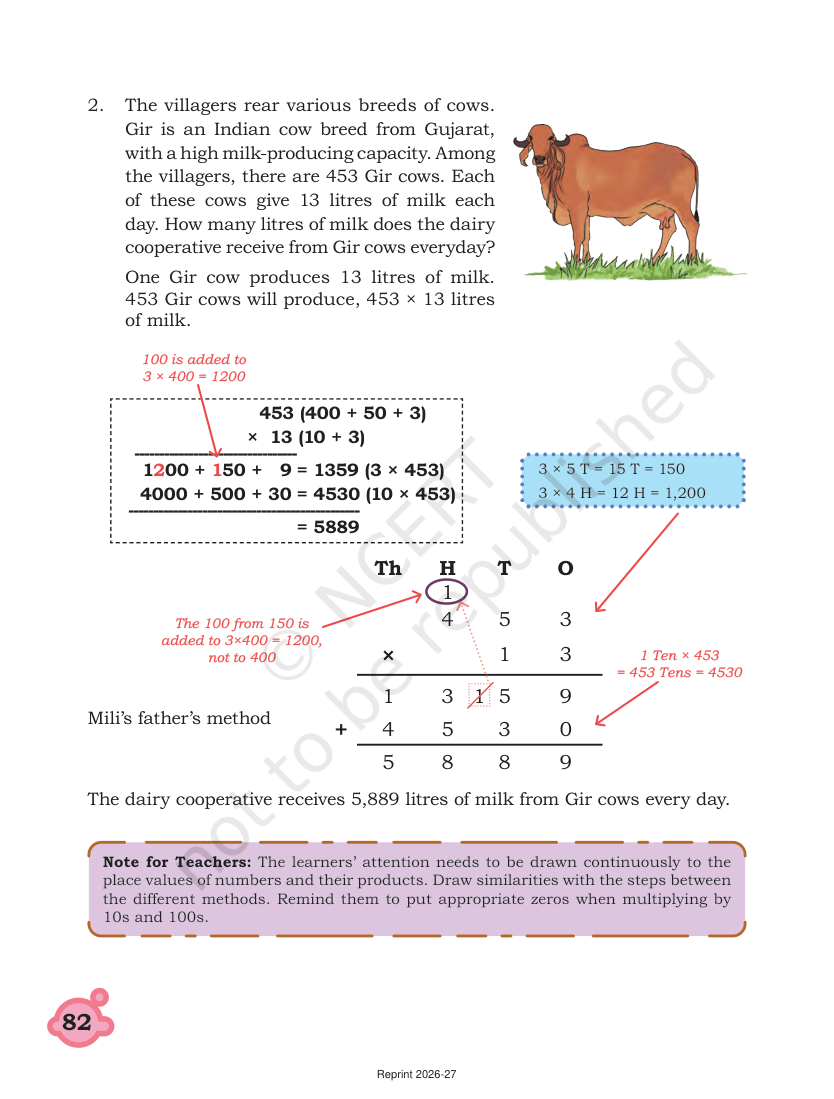 2. The villagers rear various breeds of cows.
Gir is an Indian cow breed from Gujarat,
with a high milk-producing capacity. Among
the villagers, there are 453 Gir cows. Each
of these cows give 13 litres of milk each
day. How many litres of milk does the dairy
cooperative receive from Gir cows everyday?
One Gir cow produces 13 litres of milk.
453 Gir cows will produce, 453 × 13 litres
of milk.
100 is added to
3 × 400 = 1200
453 (400 + 50 + 3)
× 13 (10 + 3)
1200 + 150 + 9 = 1359 (3 × 453)
4000 + 500 + 30 = 4530 (10 × 453)
= 5889
3 × 5 T = 15 T = 150
3 × 4 H = 12 H = 1,200
Th H T O
1
4 5 3
× 1 3
1 3 1 5 9
+ 4 5 3 0
5 8 8 9
The 100 from 150 is
added to 3×400 = 1200,
not to 400
1 Ten × 453
= 453 Tens = 4530
Mili's father's method
The dairy cooperative receives 5,889 litres of milk from Gir cows every day.
Note for Teachers: The learners' attention needs to be drawn continuously to the
place values of numbers and their products. Draw similarities with the steps between
the different methods. Remind them to put appropriate zeros when multiplying by
10s and 100s.
82
Reprint 2026-27
© NCERT
not to be republished